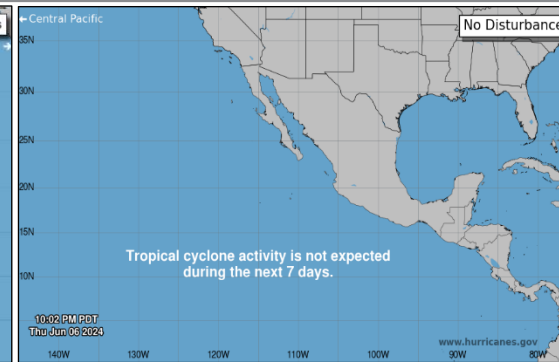 ←Central Pacific
No Disturbance
35N
30N
25N
20N
15N
Tropical cyclone activity is not expected
during the next 7 days.
10N
10:02 PM PDT
Thu Jun 06 2024
www.hurricanes.gov
140W 130W 120W 110W 100W 90W 80W